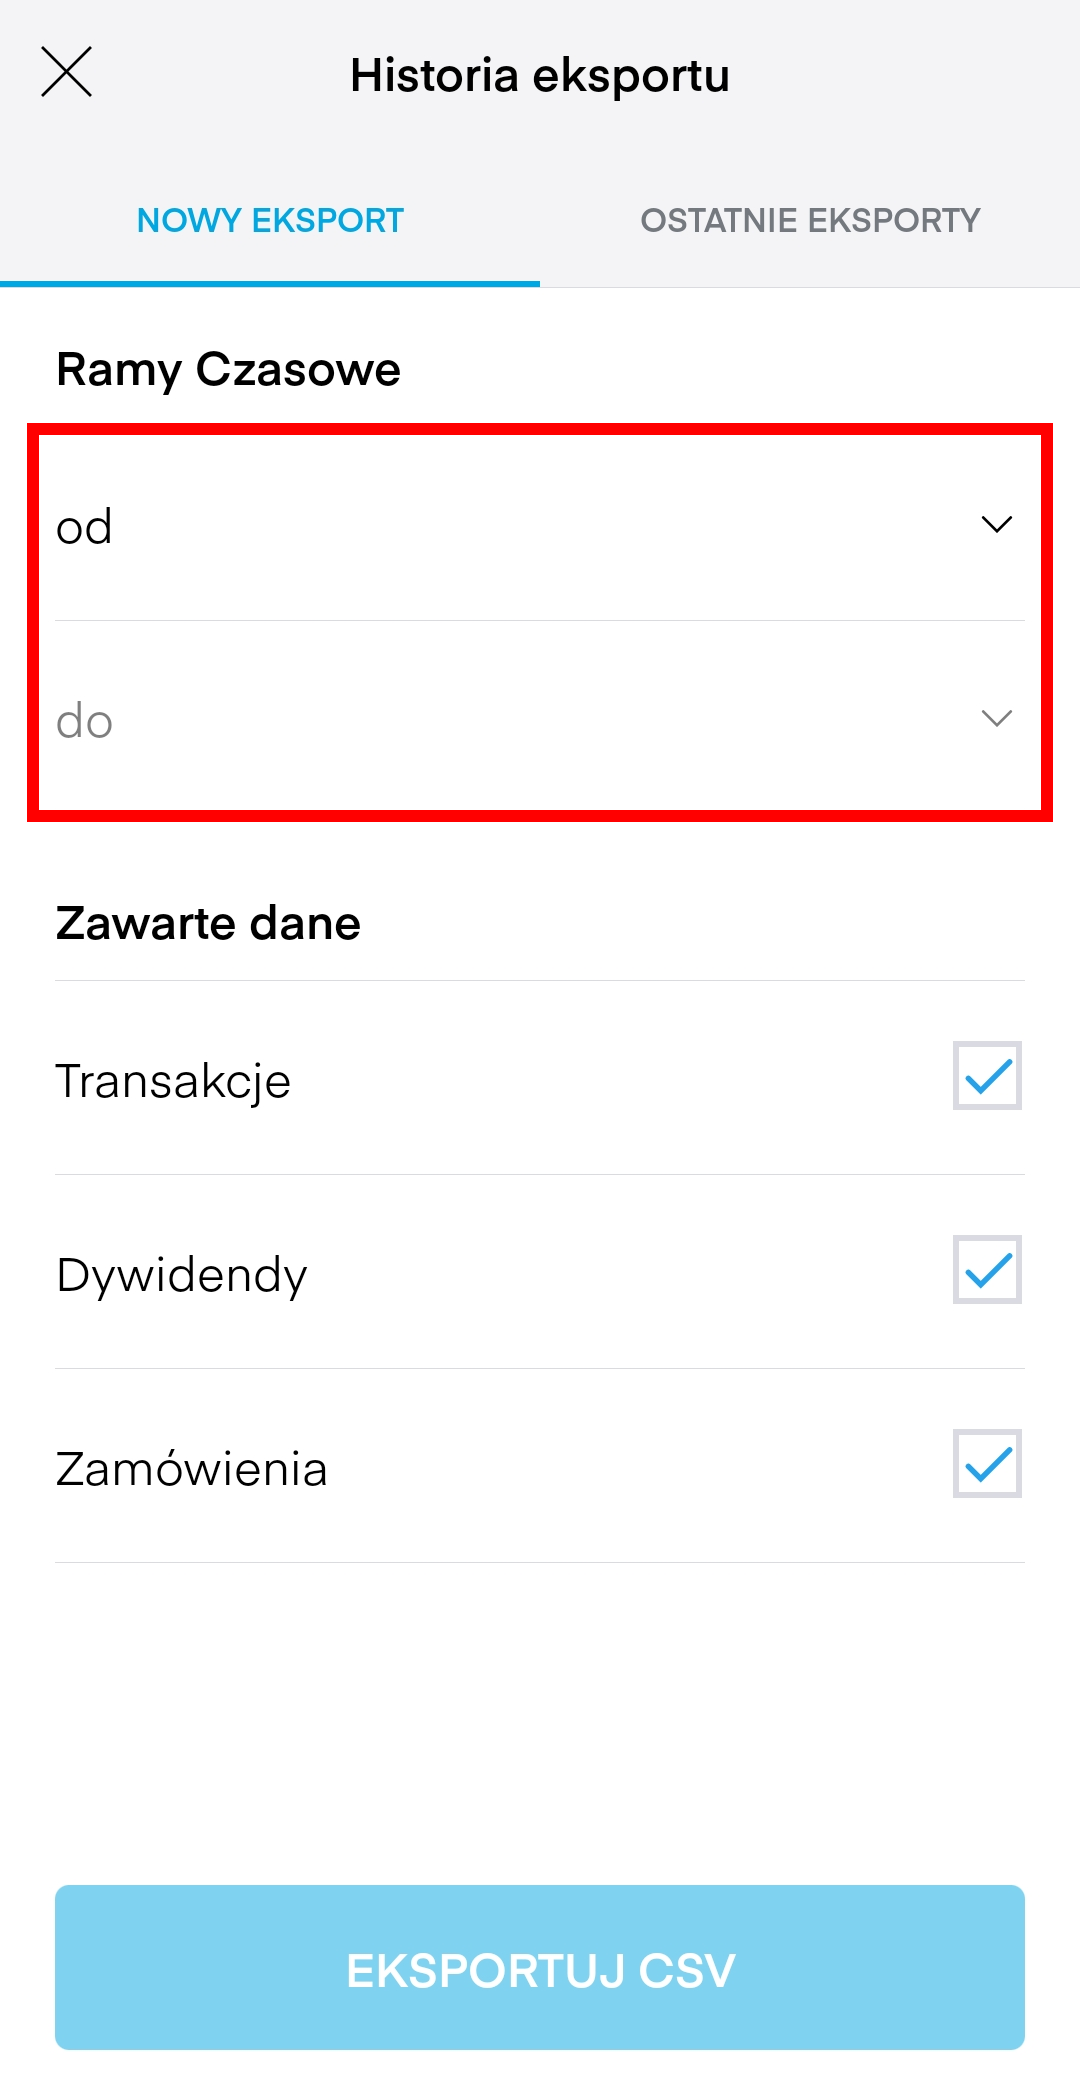 Historia eksportu
NOWY EKSPORT
OSTATNIE EKSPORTY
Ramy Czasowe
od
do
Zawarte dane
Transakcje
Dywidendy
Zamówienia
EKSPORTUJ CSV